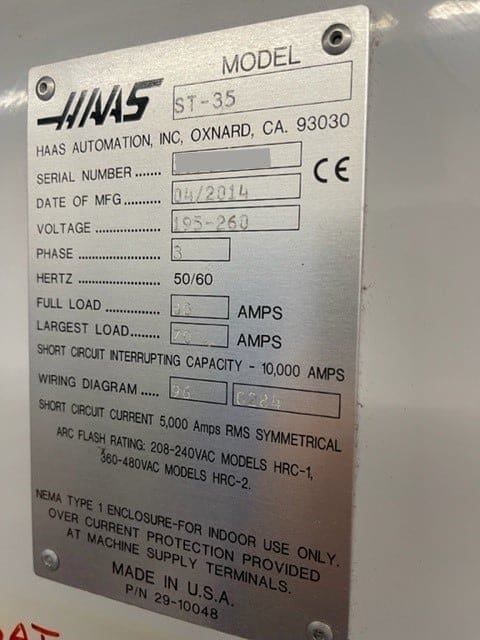 MODEL
HAAS
ST-35
HAAS AUTOMATION, INC, OXNARD, CA. 93030
SERIAL NUMBER .......
CE
DATE OF MFG.......... 04/2014
VOLTAGE ................. 195-260
PHASE ..................... 3
HERTZ ..................... 50/60
FULL LOAD .............. AMPS
LARGEST LOAD....... AMPS
SHORT CIRCUIT INTERRUPTING CAPACITY - 10,000 AMPS
WIRING DIAGRAM ..... 96
SHORT CIRCUIT CURRENT 5,000 Amps RMS SYMMETRICAL
ARC FLASH RATING: 208-240VAC MODELS HRC-1,
360-480VAC MODELS HRC-2.
NEMA TYPE 1 ENCLOSURE-FOR INDOOR USE ONLY.
OVER CURRENT PROTECTION PROVIDED
AT MACHINE SUPPLY TERMINALS.
MADE IN U.S.A.
P/N 29-10048